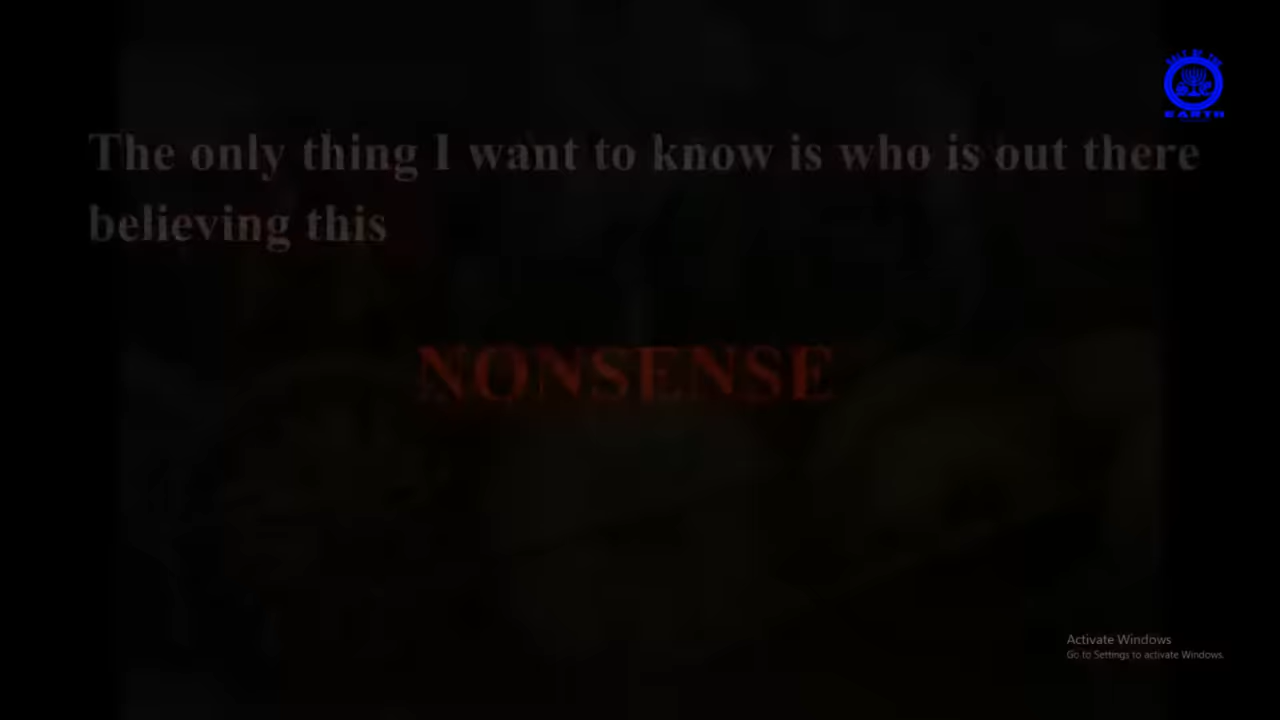 The only thing I want to know is who is out there
believing this
NONSENSE
EARTH
Activate Windows
Go to Settings to activate Windows.